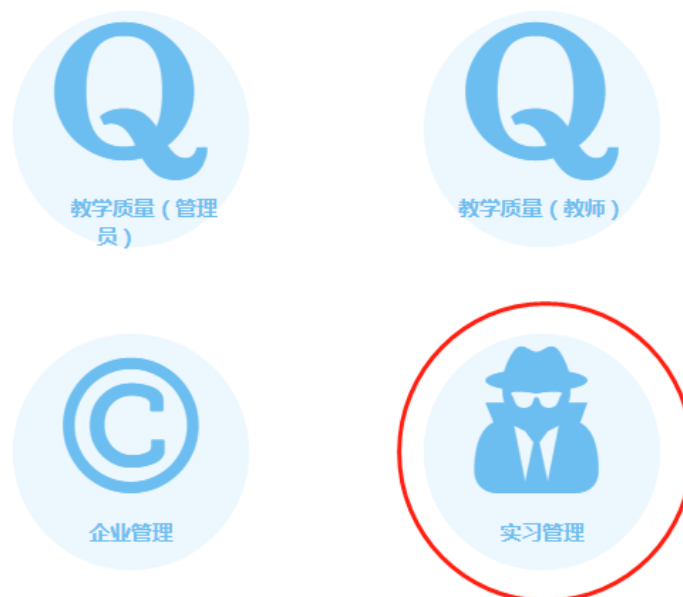 教学质量（管理
员）
教学质量（教师）
企业管理
实习管理